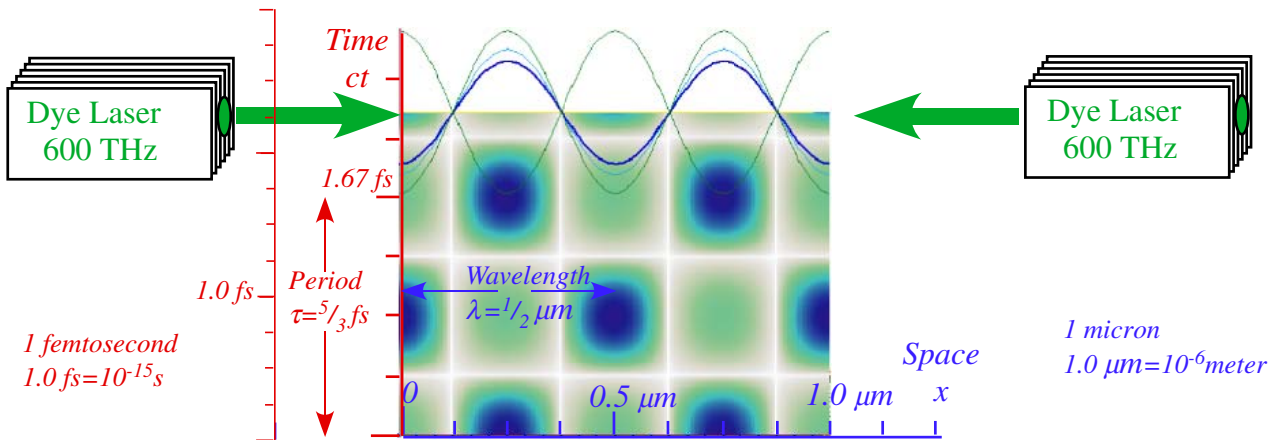 Dye Laser
600 THz
Time
ct
Dye Laser
600 THz
1.67 fs
1.0 fs
Period
τ=5/3 fs
Wavelength
λ=1/2 μm
1 femtosecond
1.0 fs=10-15s
0
0.5 μm
1.0 μm
Space
x
1 micron
1.0 μm=10-6meter